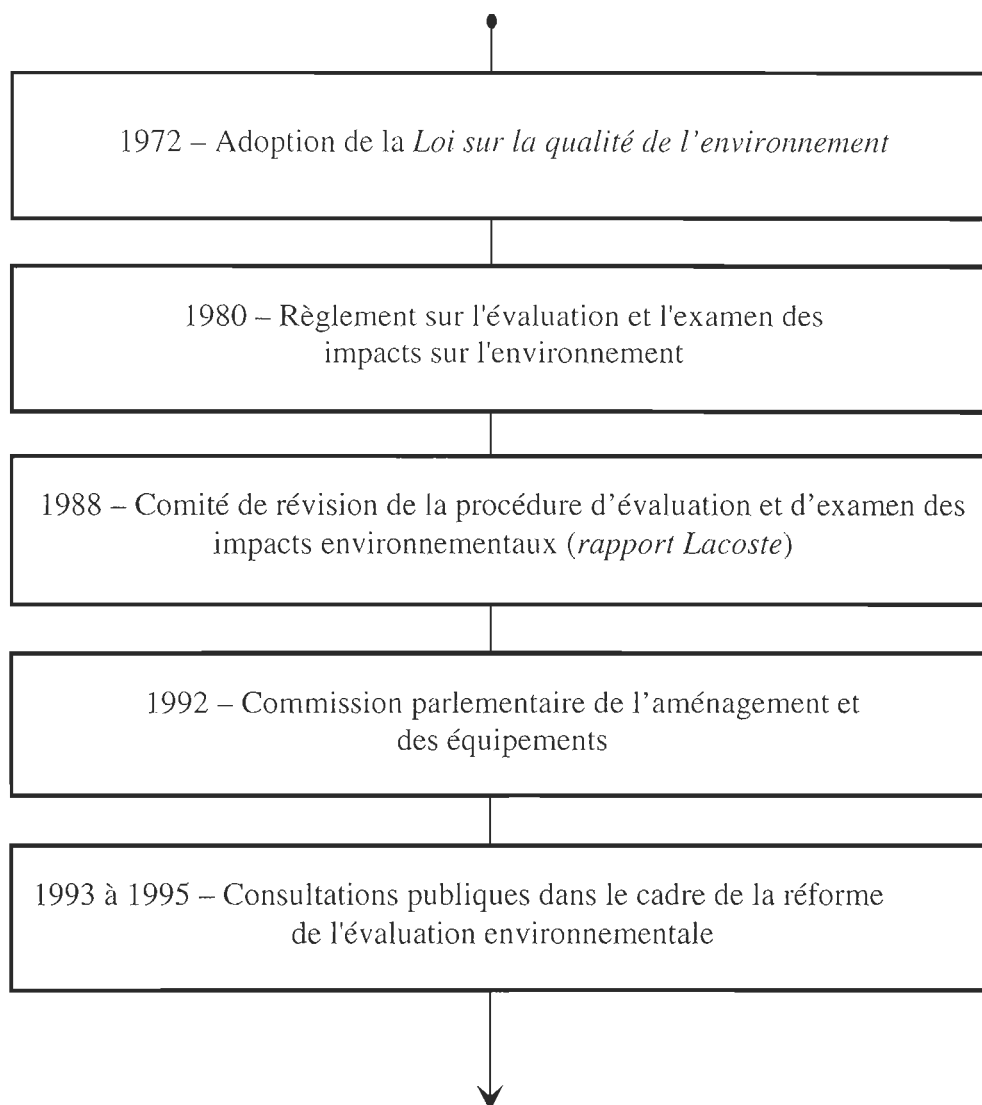 1972 – Adoption de la Loi sur la qualité de l’environnement
1980 – Règlement sur l'évaluation et l'examen des
impacts sur l'environnement
1988 – Comité de révision de la procédure d’évaluation et d’examen des
impacts environnementaux (rapport Lacoste)
1992 – Commission parlementaire de l’aménagement et
des équipements
1993 à 1995 – Consultations publiques dans le cadre de la réforme
de l'évaluation environnementale